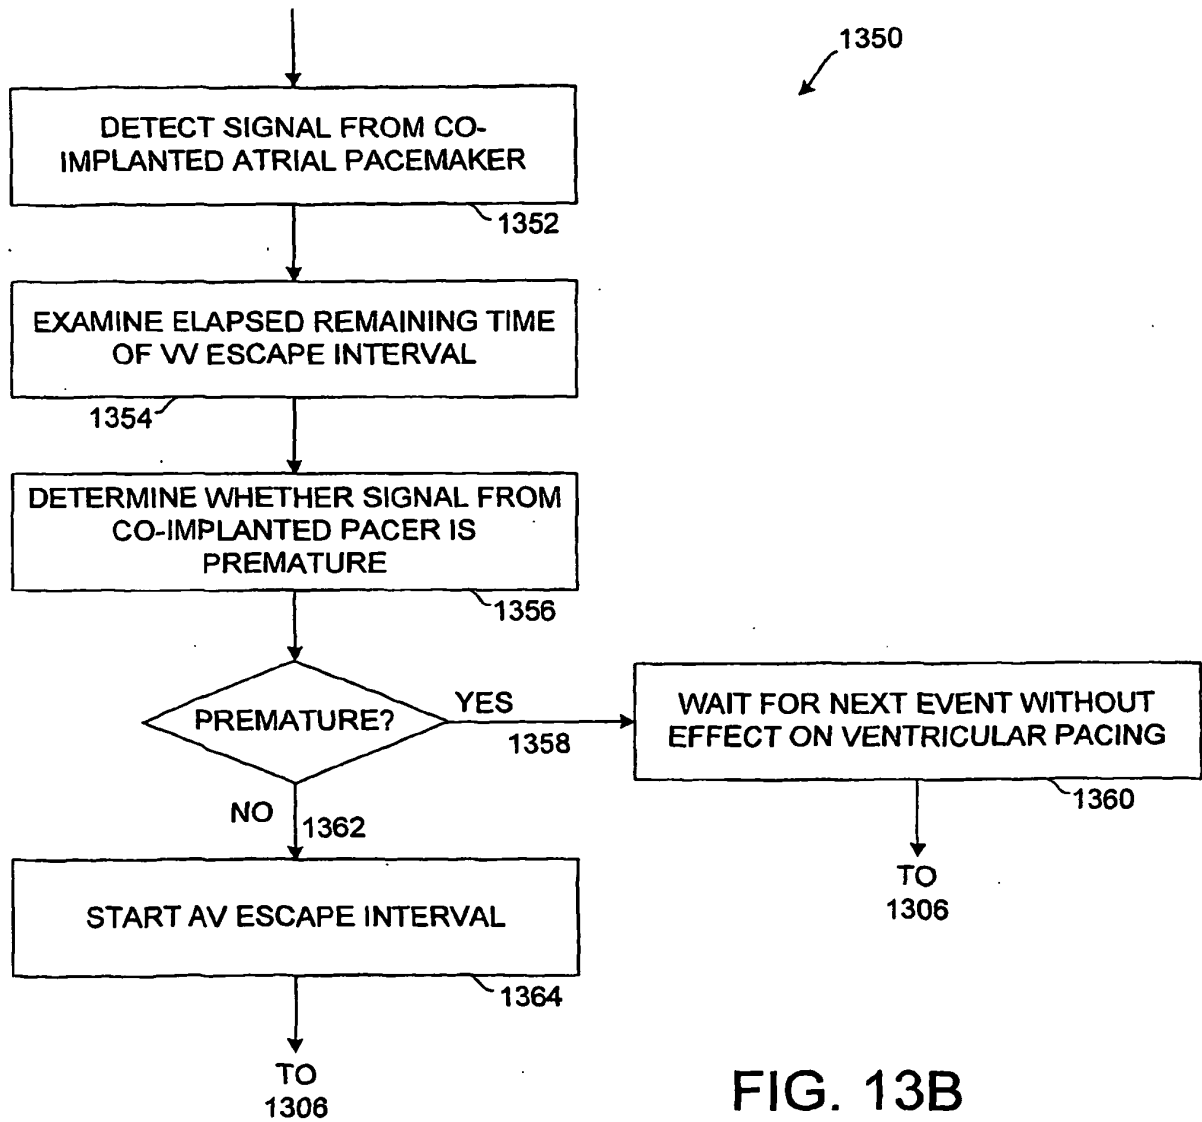 1350
DETECT SIGNAL FROM CO-
IMPLANTED ATRIAL PACEMAKER
1352
EXAMINE ELAPSED REMAINING TIME
OF VV ESCAPE INTERVAL
1354
DETERMINE WHETHER SIGNAL FROM
CO-IMPLANTED PACER IS
PREMATURE
1356
PREMATURE?
YES
1358
WAIT FOR NEXT EVENT WITHOUT
EFFECT ON VENTRICULAR PACING
1360
TO
1306
NO
1362
START AV ESCAPE INTERVAL
1364
TO
1306
FIG. 13B